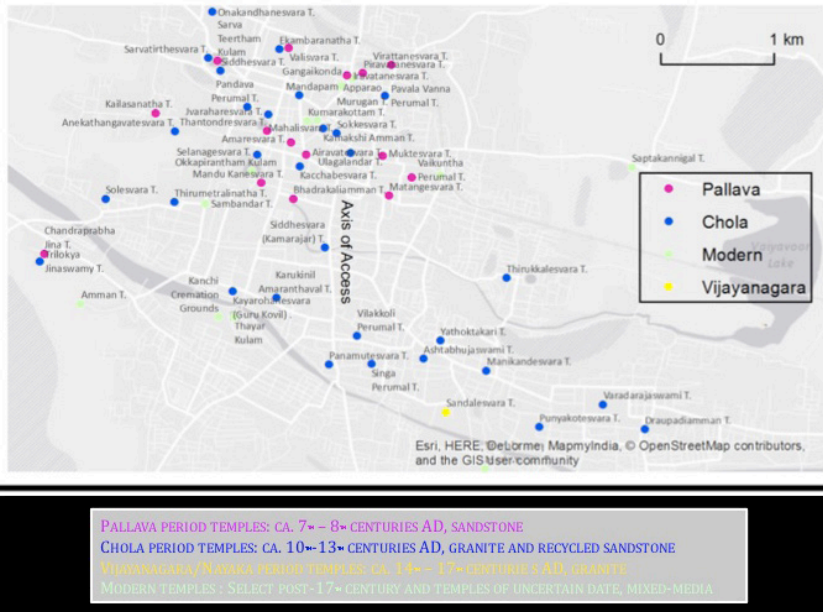 Onakandhanesvara T.
Sarva
Teertham
Kulam
Sarvatirthesvara T.
Siddhesvara T.
Ekambaranatha T.
Valisvara T.
Gangaikonda
Mandapam
Virattanesvara T.
Iravatanesvara T.
Apparao
Pavala Vanna
Perumal T.
Murugan T.
Pandava
Perumal T.
Kailasanatha T.
Jvaraharesvara T.
Kumarakottam T.
Anekathangavatesvara T.
Thantondresvara T.
Sokkesvara T.
Kamakshi Amman T.
Amaresvara T.
Selanagesvara T.
Muktesvara T.
Okkapirantham Kulam
Ulagalandar T.
Vaikuntha
Perumal T.
Saptakannigal T.
Mandu Kanesvara T.
Kacchabesvara T.
Solesvara T.
Thirumetralinatha T.
Bhadrakaliamman T.
Matangesvara T.
Sambandar T.
Siddhesvara
(Kamarajar) T.
Axis of Access
Chandraprabha
Jina T.
Trilokya
Jinaswamy T.
Thirukkalesvara T.
Amman T.
Kanchi
Cremation
Grounds
Karukinil
Amaranthaval T.
Kayarohanesvara
(Guru Kovil) .
Thayar
Kulam
Vilakkoli
Perumal T.
Yathoktakari T.
Panamutesvara T.
Ashtabhujaswami T.
Manikandesvara T.
Singa
Perumal T.
Sandalesvara T.
Varadarajaswami T.
Punyakotesvara T.
Draupadiamman T.
0 1 km
Pallava
Chola
Modern
Vijayanagara
Vaiyavoor
Lake
Esri, HERE, DeLorme, MapmyIndia, © OpenStreetMap contributors,
and the GIS user community
PALLAVA PERIOD TEMPLES: CA. 7TH – 8TH CENTURIES AD, SANDSTONE
CHOLA PERIOD TEMPLES: CA. 10TH-13TH CENTURIES AD, GRANITE AND RECYCLED SANDSTONE
VIJAYANAGARA/NAYAKA PERIOD TEMPLES: CA. 14TH – 17TH CENTURIE S AD, GRANITE
MODERN TEMPLES : SELECT POST-17TH CENTURY AND TEMPLES OF UNCERTAIN DATE, MIXED-MEDIA